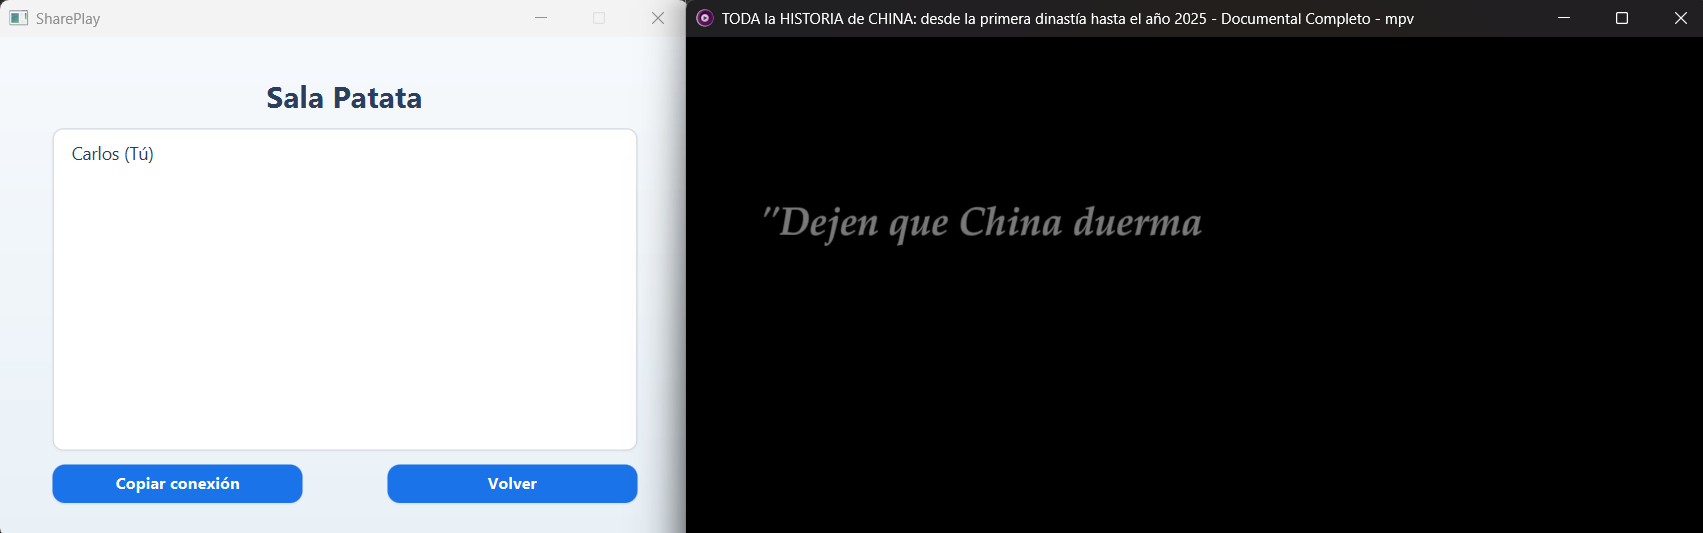 SharePlay
Sala Patata
Carlos (Tú)
Copiar conexión
Volver
TODA la HISTORIA de CHINA: desde la primera dinastía hasta el año 2025 - Documental Completo - mpv
"Dejen que China duerma